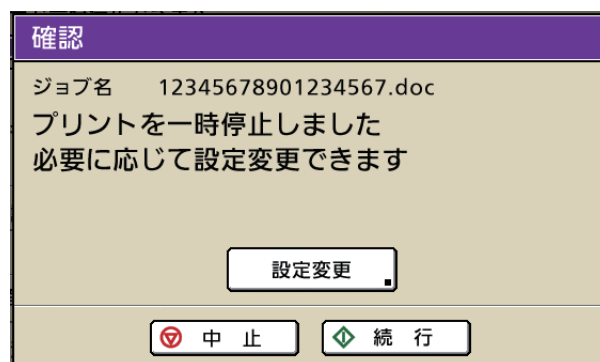 確認
ジョブ名 12345678901234567.doc
プリントを一時停止しました
必要に応じて設定変更できます
設定変更
中 止 続 行